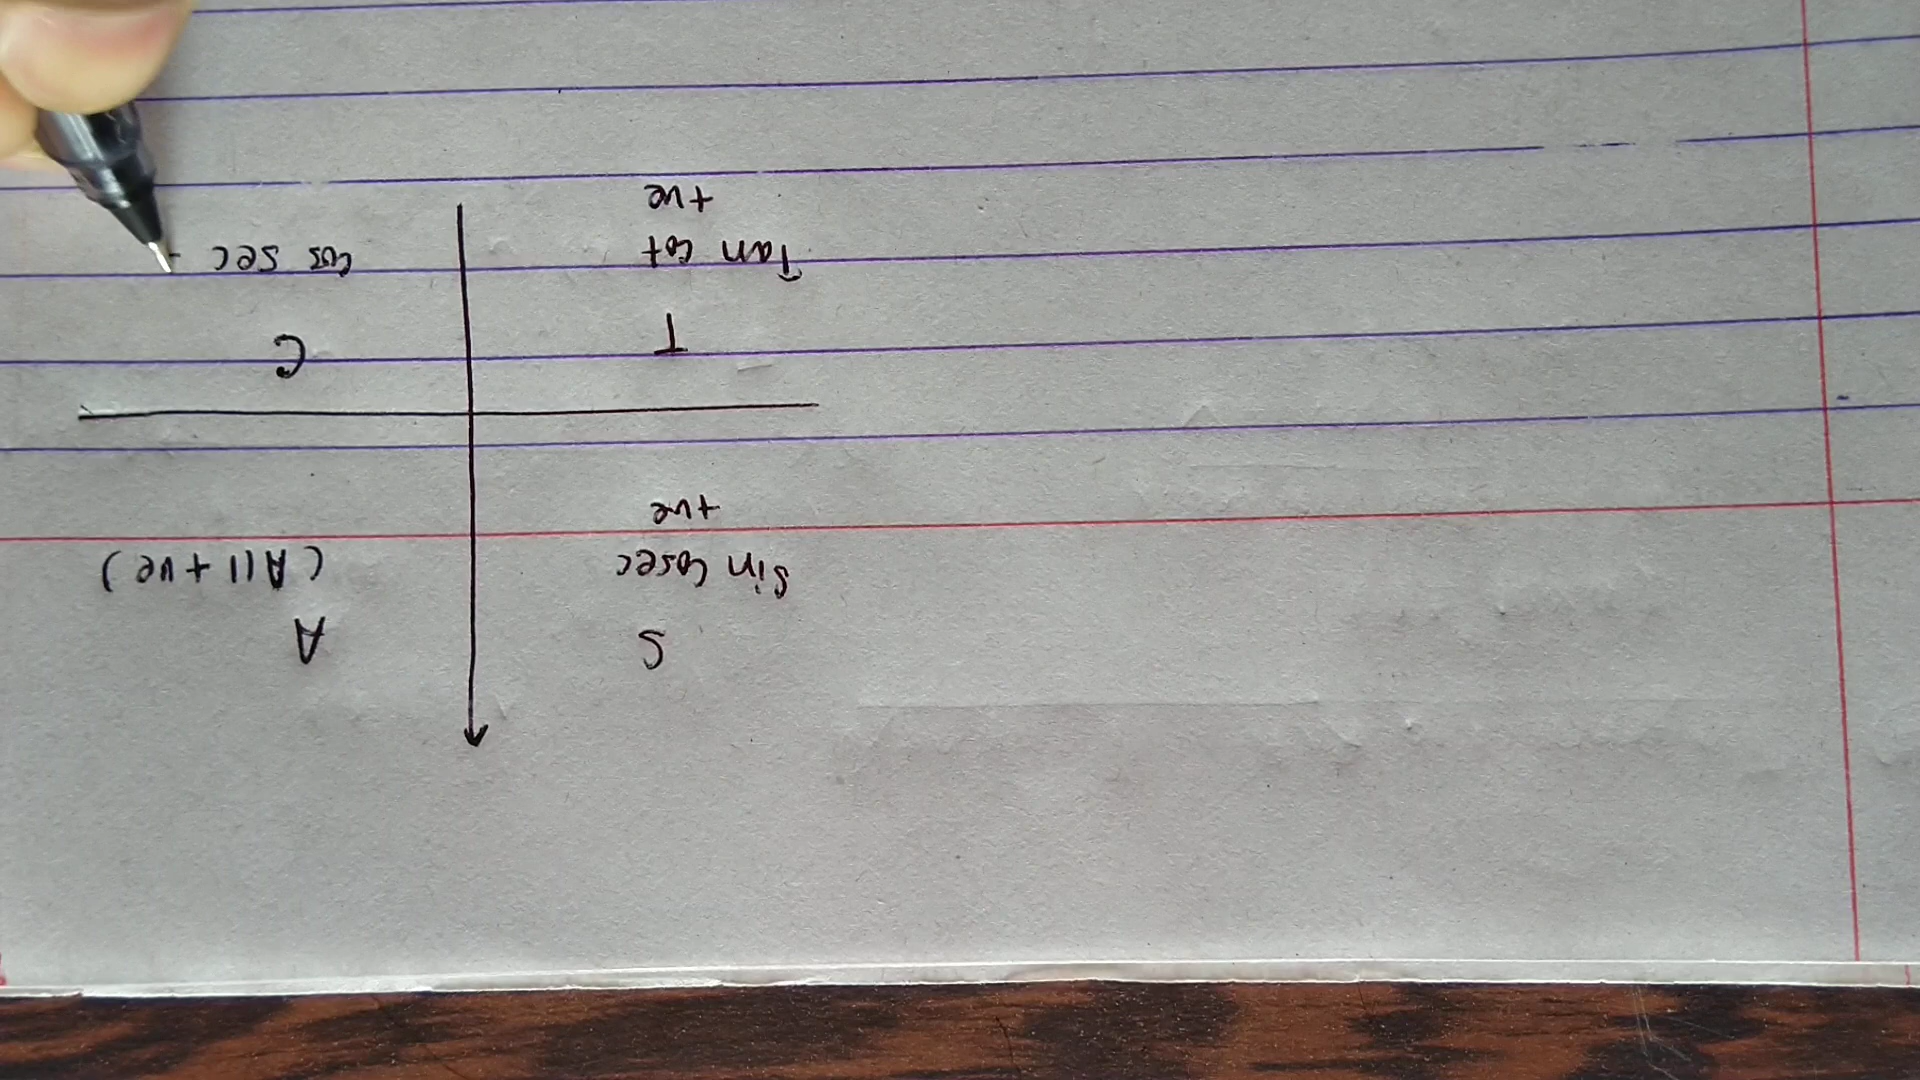 S
A
Sin Cosec
(All +ve)
+ve
T
C
Tan Cot
Cos Sec -
+ve